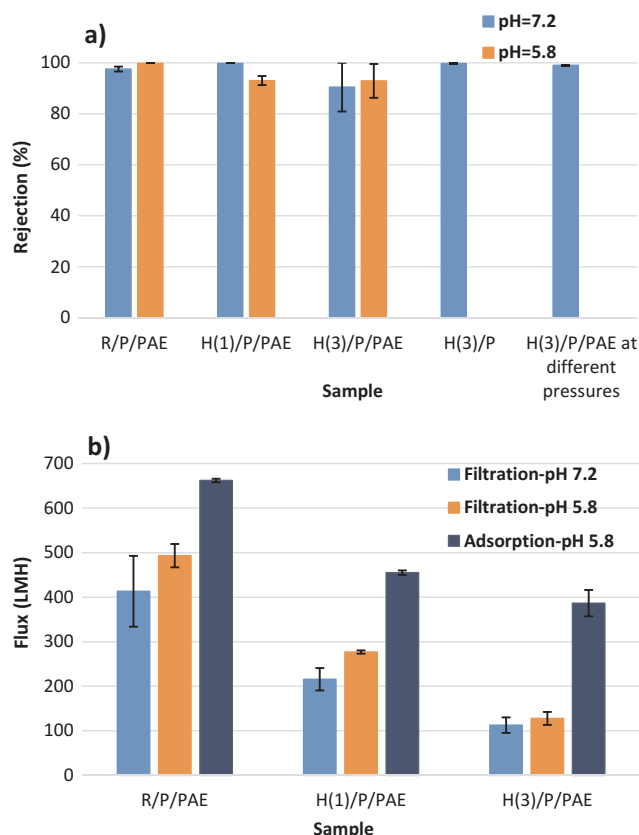 a)
pH=7.2
pH=5.8
100
80
60
40
20
0
Rejection (%)
R/P/PAE
H(1)/P/PAE
H(3)/P/PAE
H(3)/P
H(3)/P/PAE at
different
pressures
Sample
b)
700
600
500
400
300
200
100
0
Flux (LMH)
Filtration-pH 7.2
Filtration-pH 5.8
Adsorption-pH 5.8
R/P/PAE
H(1)/P/PAE
H(3)/P/PAE
Sample